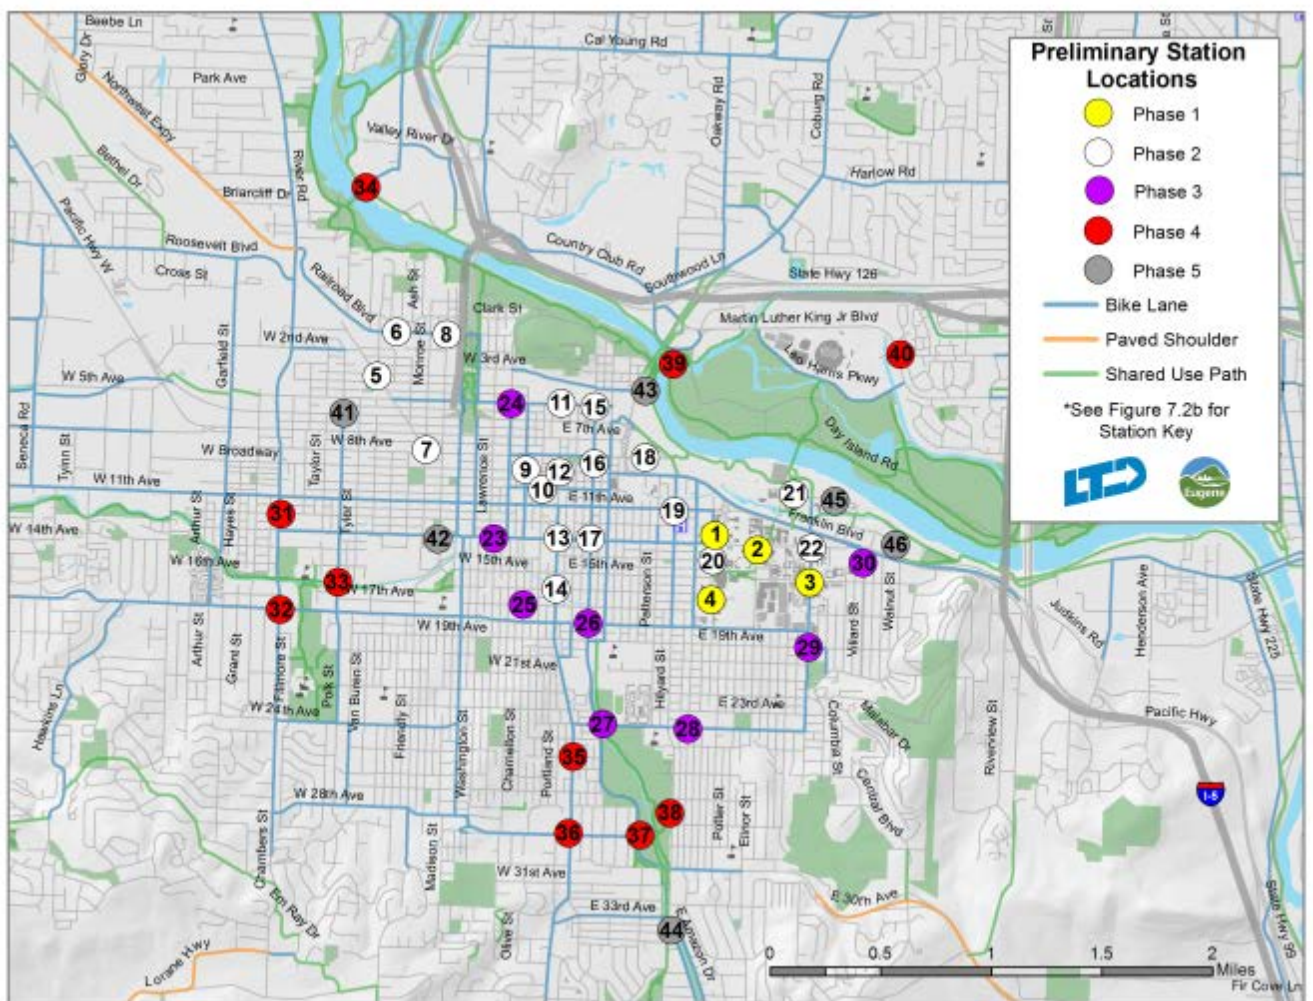 Beebe Ln
Glory Dr
Park Ave
Northwest Expy
Cal Young Rd
Oakway Rd
Coburg Rd
Valley River Dr
Bethel Dr
River Rd
Briarcliff Dr
Harlow Rd
34
Pacific Hwy W
Roosevelt Blvd
Cross St
Railroad Blvd
Ash St
Country Club Rd
Southwood Ln
State Hwy 126
Clark St
Martin Luther King Jr Blvd
Leo Harris Pkwy
Garfield St
W 2nd Ave
6
8
Monroe St
W 3rd Ave
39
40
W 5th Ave
5
43
Seneca Rd
Tyinn St
41
24
11
15
E 7th Ave
W 8th Ave
W Broadway
Taylor St
7
Lawrence St
9
12
16
18
10
Day Island Rd
W 11th Ave
E 11th Ave
21
45
31
19
Franklin Blvd
W 14th Ave
Arthur St
Hayes St
Tyler St
42
23
13
17
1
2
22
46
20
30
W 15th Ave
E 15th Ave
W 16th Ave
33
W 17th Ave
14
3
4
32
25
26
Patterson St
W 19th Ave
E 19th Ave
29
Villard St
Walnut St
Arthur St
Grant St
Fillmore St
Polk St
W 21st Ave
Hilyard St
Judkins Rd
Henderson Ave
State Hwy 225
W 24th Ave
Van Buren St
Friendly St
Washington St
Chamelton St
Portland St
27
28
E 23rd Ave
Columbia St
Malabar Dr
Riverview St
Pacific Hwy
Hawkins Ln
35
Central Blvd
I-5
W 28th Ave
36
37
38
Potter St
Elinor St
Chambers St
Madison St
W 31st Ave
E 30th Ave
Em Ray Dr
Olive St
E 33rd Ave
44
E Amazon Dr
Lorane Hwy
State Hwy 99
0
0.5
1
1.5
2
Miles
Fir Cove Ln
Preliminary Station
Locations
Phase 1
Phase 2
Phase 3
Phase 4
Phase 5
Bike Lane
Paved Shoulder
Shared Use Path
*See Figure 7.2b for
Station Key
LTD
Eugene